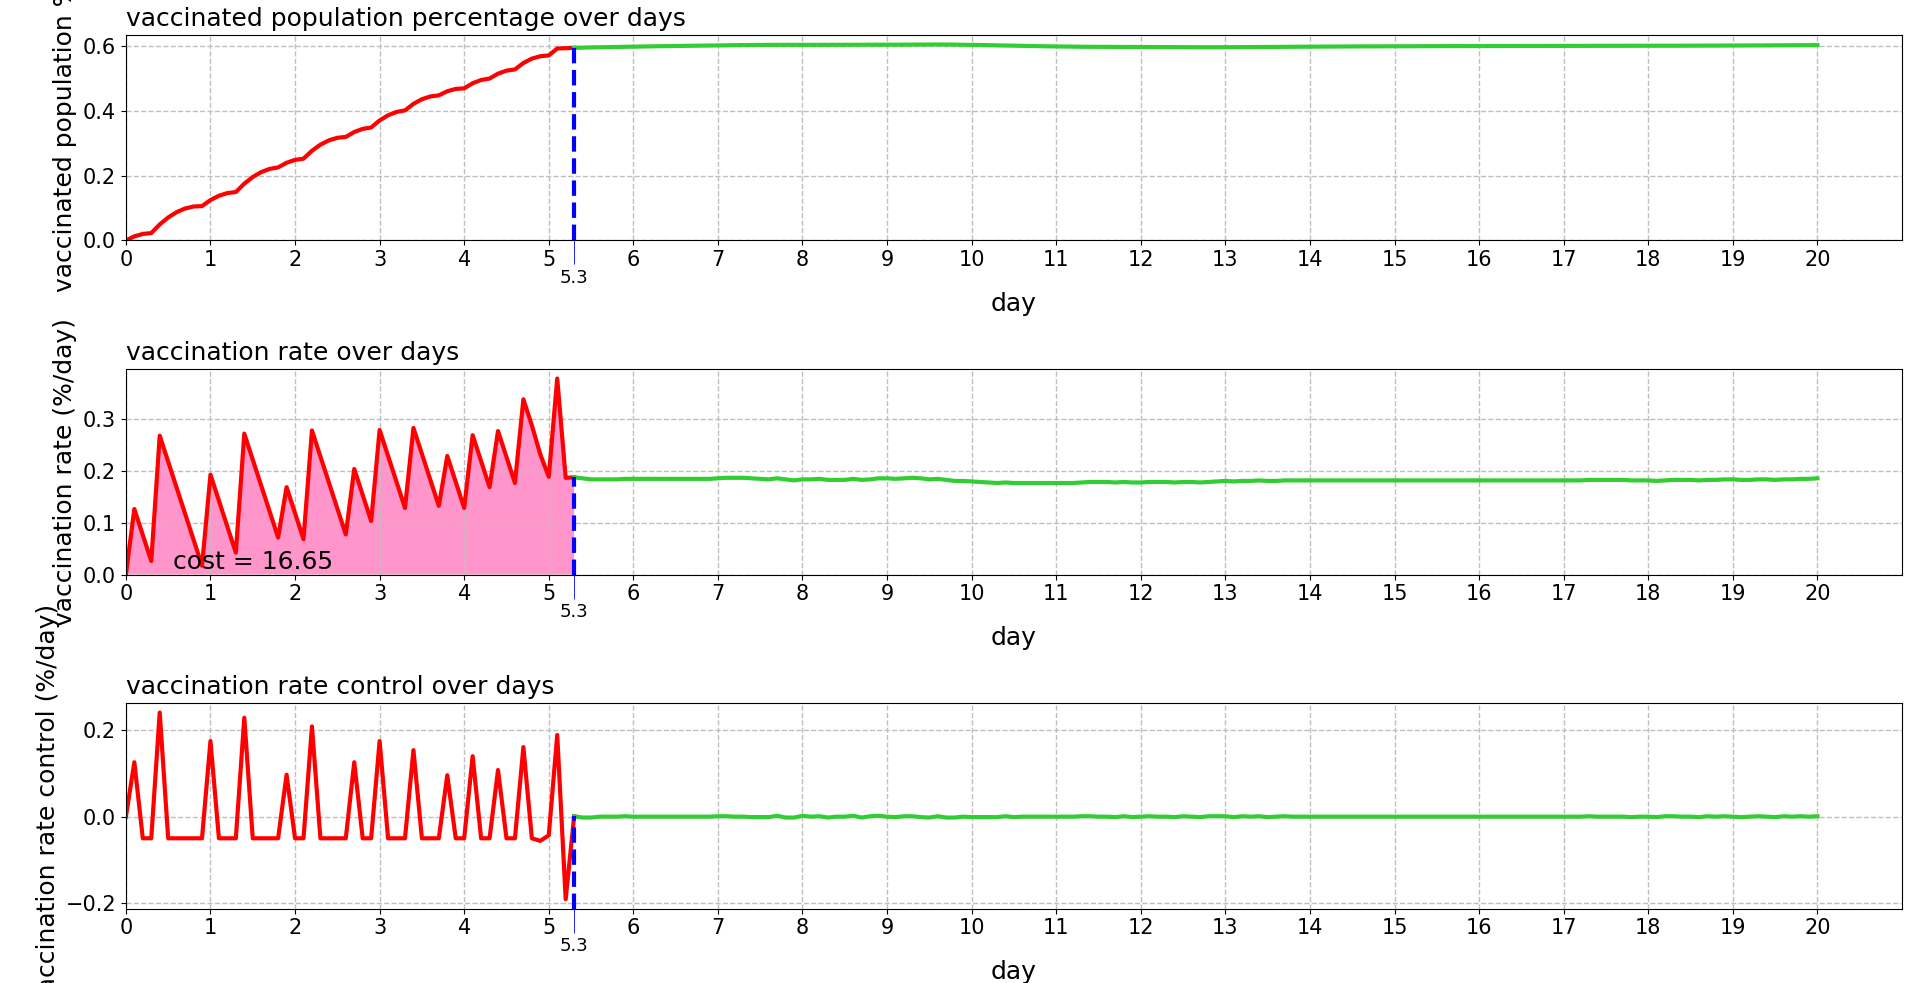 vaccinated population percentage over days
vaccinated population %
0.6
0.4
0.2
0.0
0 1 2 3 4 5 6 7 8 9 10 11 12 13 14 15 16 17 18 19 20
5.3
day
vaccination rate over days
vaccination rate (%/day)
0.3
0.2
0.1
0.0
cost = 16.65
0 1 2 3 4 5 6 7 8 9 10 11 12 13 14 15 16 17 18 19 20
5.3
day
vaccination rate control over days
accination rate control (%/day)
0.2
0.0
−0.2
0 1 2 3 4 5 6 7 8 9 10 11 12 13 14 15 16 17 18 19 20
5.3
day